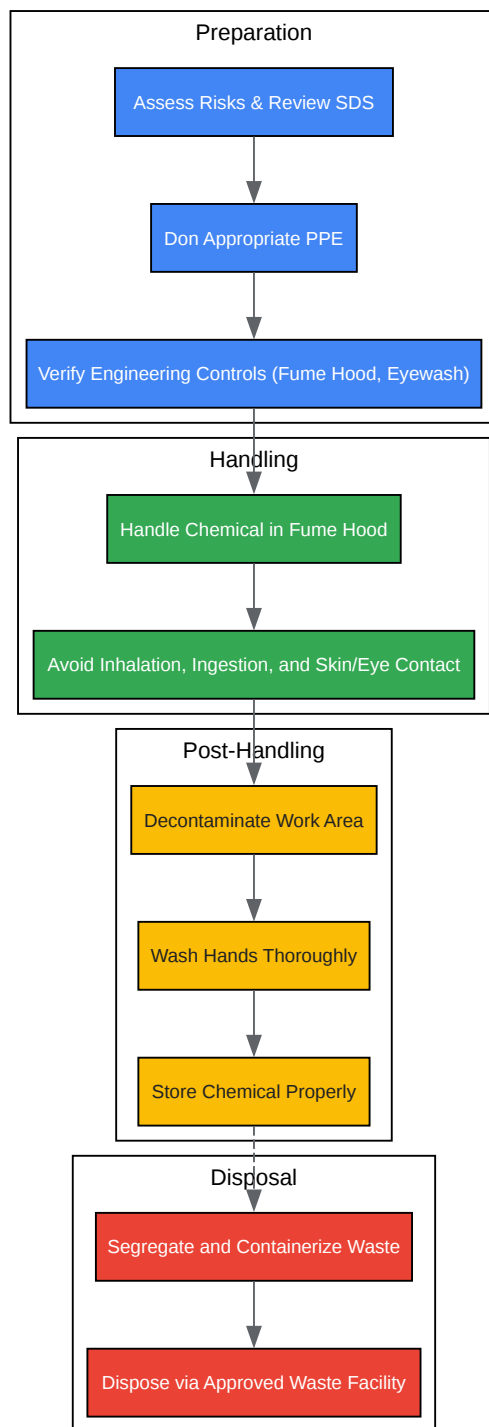 Preparation
Assess Risks & Review SDS
Don Appropriate PPE
Verify Engineering Controls (Fume Hood, Eyewash)
Handling
Handle Chemical in Fume Hood
Avoid Inhalation, Ingestion, and Skin/Eye Contact
Post-Handling
Decontaminate Work Area
Wash Hands Thoroughly
Store Chemical Properly
Disposal
Segregate and Containerize Waste
Dispose via Approved Waste Facility